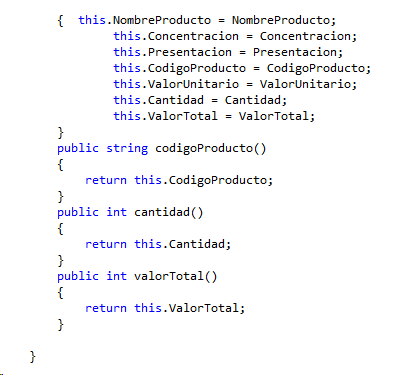 {  this.NombreProducto = NombreProducto;
this.Concentracion = Concentracion;
this.Presentacion = Presentacion;
this.CodigoProducto = CodigoProducto;
this.ValorUnitario = ValorUnitario;
this.Cantidad = Cantidad;
this.ValorTotal = ValorTotal;
}
public string codigoProducto()
{
return this.CodigoProducto;
}
public int cantidad()
{
return this.Cantidad;
}
public int valorTotal()
{
return this.ValorTotal;
}
}